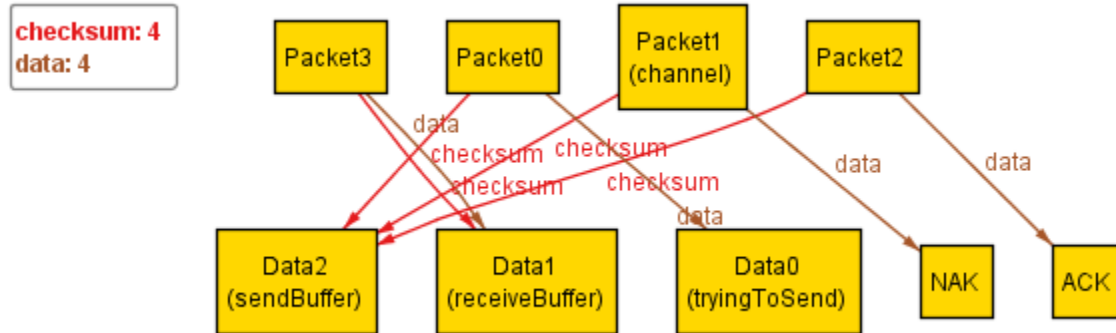 checksum: 4
data: 4
Packet3
Packet0
Packet1
(channel)
Packet2
data
checksum
checksum
data
data
checksum
checksum
data
Data2
(sendBuffer)
Data1
(receiveBuffer)
Data0
(tryingToSend)
NAK
ACK